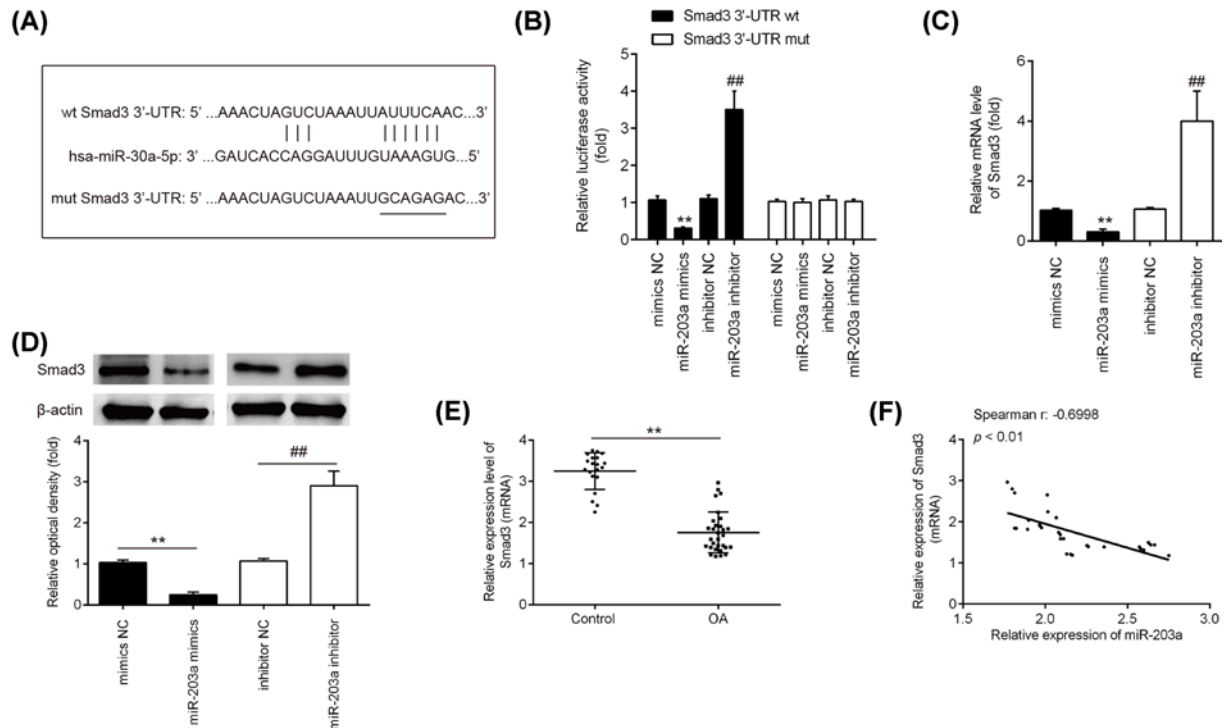 (A)
wt Smad3 3'-UTR: 5' ...AAACUAGUCUAAAUUAUUUCAAC...3'
hsa-miR-30a-5p: 3' ...GAUCACCAGGAUUUGUAAAGUG...5'
mut Smad3 3'-UTR: 5' ...AAACUAGUCUAAAUUGCAGAGAC...3'
(B)
Smad3 3'-UTR wt
Smad3 3'-UTR mut
Relative luciferase activity
(fold)
5
4
3
2
1
0
**
##
mimics NC
miR-203a mimics
inhibitor NC
miR-203a inhibitor
mimics NC
miR-203a mimics
inhibitor NC
miR-203a inhibitor
(C)
Relative mRNA levle
of Smad3 (fold)
6
4
2
0
**
##
mimics NC
miR-203a mimics
inhibitor NC
miR-203a inhibitor
(D)
Smad3
β-actin
Relative optical density (fold)
4
3
2
1
0
**
##
mimics NC
miR-203a mimics
inhibitor NC
miR-203a inhibitor
(E)
Relative expression level of
Smad3 (mRNA)
4
3
2
1
0
**
Control
OA
(F)
Spearman r: -0.6998
p < 0.01
Relative expression of Smad3
(mRNA)
4
3
2
1
0
1.5
2.0
2.5
3.0
Relative expression of miR-203a